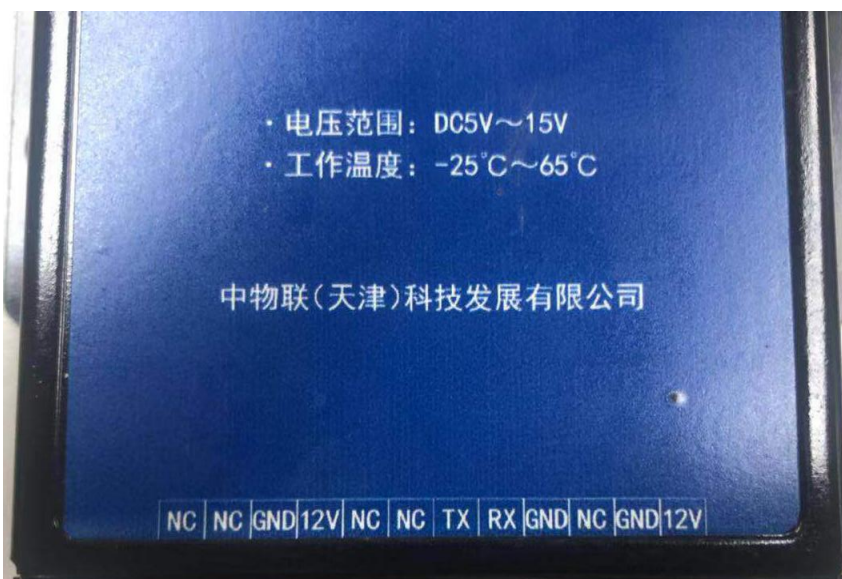 ·电压范围：DC5V～15V
·工作温度：-25℃～65℃
中物联(天津)科技发展有限公司
NC NC GND 12V NC NC TX RX GND NC GND 12V